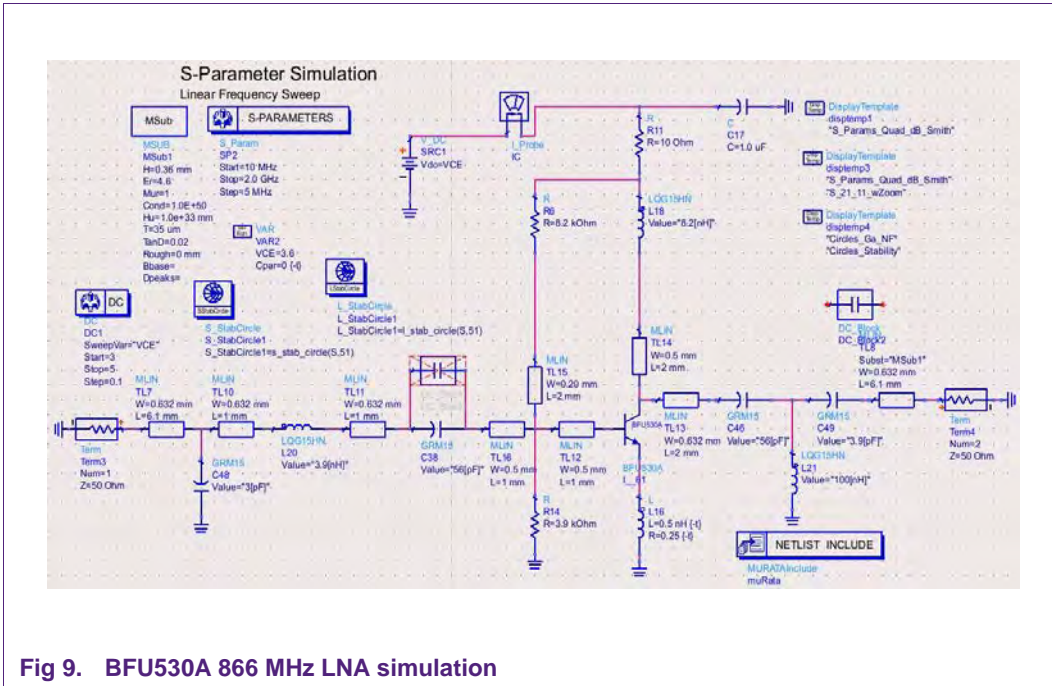 S-Parameter Simulation
Linear Frequency Sweep
MSub
MSUB
MSub1
H=0.36 mm
Er=4.6
Mur=1
Cond=1.0E+50
Hu=1.0e+33 mm
T=35 um
TanD=0.02
Rough=0 mm
Bbase=
Dpeaks=
S-PARAMETERS
S_Param
SP2
Start=10 MHz
Stop=2.0 GHz
Step=5 MHz
VAR
VAR2
VCE=3.6
Cpar=0 {-t}
V_DC
SRC1
Vdc=VCE
I_Probe
IC
R
R11
R=10 Ohm
C
C17
C=1.0 uF
DisplayTemplate
disptemp1
"S_Params_Quad_dB_Smith"
DisplayTemplate
disptemp3
"S_Params_Quad_dB_Smith"
"S_21_11_wZoom"
DisplayTemplate
disptemp4
"Circles_Ga_NF"
"Circles_Stability"
R
R6
R=8.2 kOhm
LQG15HN
L18
Value="8.2[nH]"
DC
DC
DC1
SweepVar="VCE"
Start=3
Stop=5
Step=0.1
SStabCircle
S_StabCircle
S_StabCircle1
S_StabCircle1=s_stab_circle(S,51)
LStabCircle
L_StabCircle
L_StabCircle1
L_StabCircle1=l_stab_circle(S,51)
MLIN
TL15
W=0.20 mm
L=2 mm
MLIN
TL14
W=0.5 mm
L=2 mm
DC_Block
DC_Block2
MLIN
TL8
Subst="MSub1"
W=0.632 mm
L=6.1 mm
Term
Term3
Num=1
Z=50 Ohm
MLIN
TL7
W=0.632 mm
L=6.1 mm
GRM15
C48
Value="3[pF]"
MLIN
TL10
W=0.632 mm
L=1 mm
LQG15HN
L20
Value="3.9[nH]"
MLIN
TL11
W=0.632 mm
L=1 mm
GRM15
C38
Value="56[pF]"
MLIN
TL16
W=0.5 mm
L=1 mm
MLIN
TL12
W=0.5 mm
L=1 mm
R
R14
R=3.9 kOhm
BFU530A
BFU530A
I__61
L
L16
L=0.5 nH {-t}
R=0.25 {-t}
MLIN
TL13
W=0.632 mm
L=2 mm
GRM15
C46
Value="56[pF]"
LQG15HN
L21
Value="100[nH]"
GRM15
C49
Value="3.9[pF]"
Term
Term4
Num=2
Z=50 Ohm
NETLIST INCLUDE
MURATAInclude
muRata
Fig 9. BFU530A 866 MHz LNA simulation